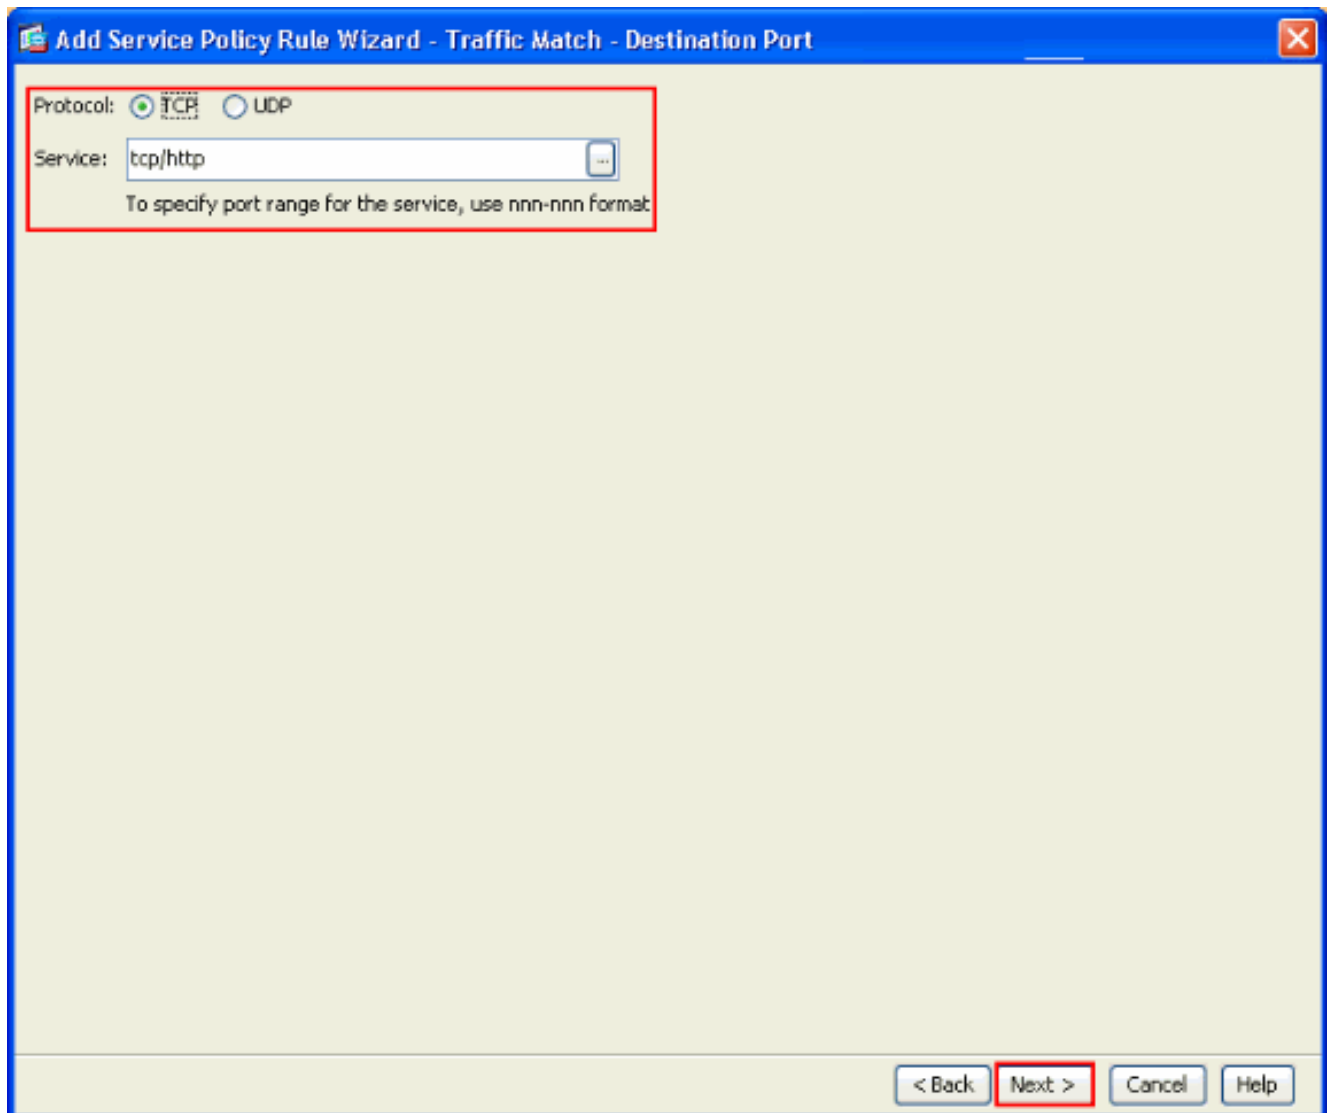 Add Service Policy Rule Wizard - Traffic Match - Destination Port
Protocol: TCP UDP
Service: tcp/http ...
To specify port range for the service, use nnn-nnn format
< Back Next > Cancel Help